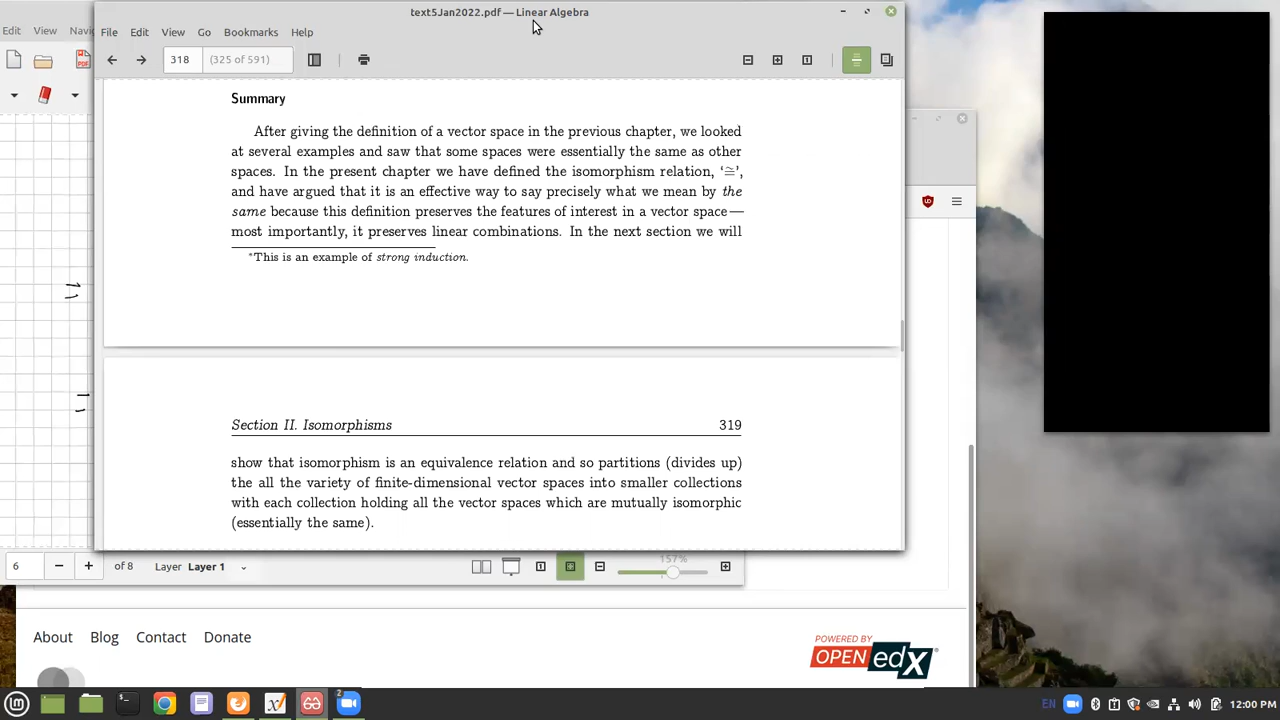 text5Jan2022.pdf — Linear Algebra
Edit View Navi
File Edit View Go Bookmarks Help
318 (325 of 591)
Summary
After giving the definition of a vector space in the previous chapter, we looked
at several examples and saw that some spaces were essentially the same as other
spaces. In the present chapter we have defined the isomorphism relation, ‘≅’,
and have argued that it is an effective way to say precisely what we mean by the
same because this definition preserves the features of interest in a vector space—
most importantly, it preserves linear combinations. In the next section we will
*This is an example of strong induction.
Section II. Isomorphisms 319
show that isomorphism is an equivalence relation and so partitions (divides up)
the all the variety of finite-dimensional vector spaces into smaller collections
with each collection holding all the vector spaces which are mutually isomorphic
(essentially the same).
6 of 8 Layer Layer 1 157%
About Blog Contact Donate
POWERED BY
OPEN edX
EN 12:00 PM